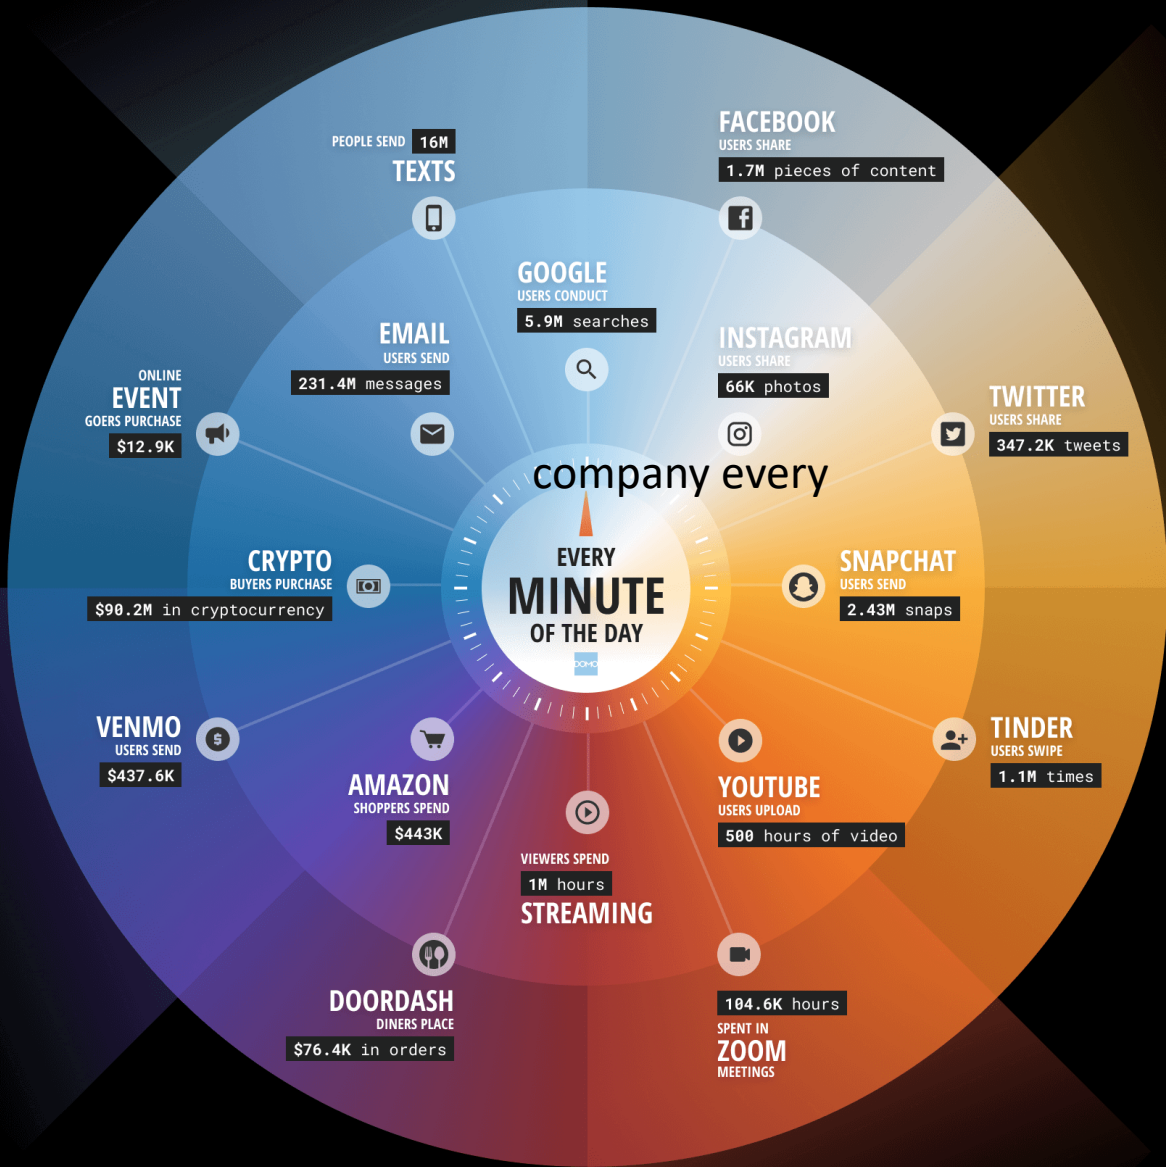 PEOPLE SEND 16M
TEXTS
FACEBOOK
USERS SHARE
1.7M pieces of content
GOOGLE
USERS CONDUCT
5.9M searches
EMAIL
USERS SEND
231.4M messages
INSTAGRAM
USERS SHARE
66K photos
ONLINE
EVENT
GOERS PURCHASE
$12.9K
TWITTER
USERS SHARE
347.2K tweets
company every
EVERY
MINUTE
OF THE DAY
DOMO
CRYPTO
BUYERS PURCHASE
$90.2M in cryptocurrency
SNAPCHAT
USERS SEND
2.43M snaps
VENMO
USERS SEND
$437.6K
AMAZON
SHOPPERS SPEND
$443K
YOUTUBE
USERS UPLOAD
500 hours of video
TINDER
USERS SWIPE
1.1M times
VIEWERS SPEND
1M hours
STREAMING
DOORDASH
DINERS PLACE
$76.4K in orders
104.6K hours
SPENT IN
ZOOM
MEETINGS